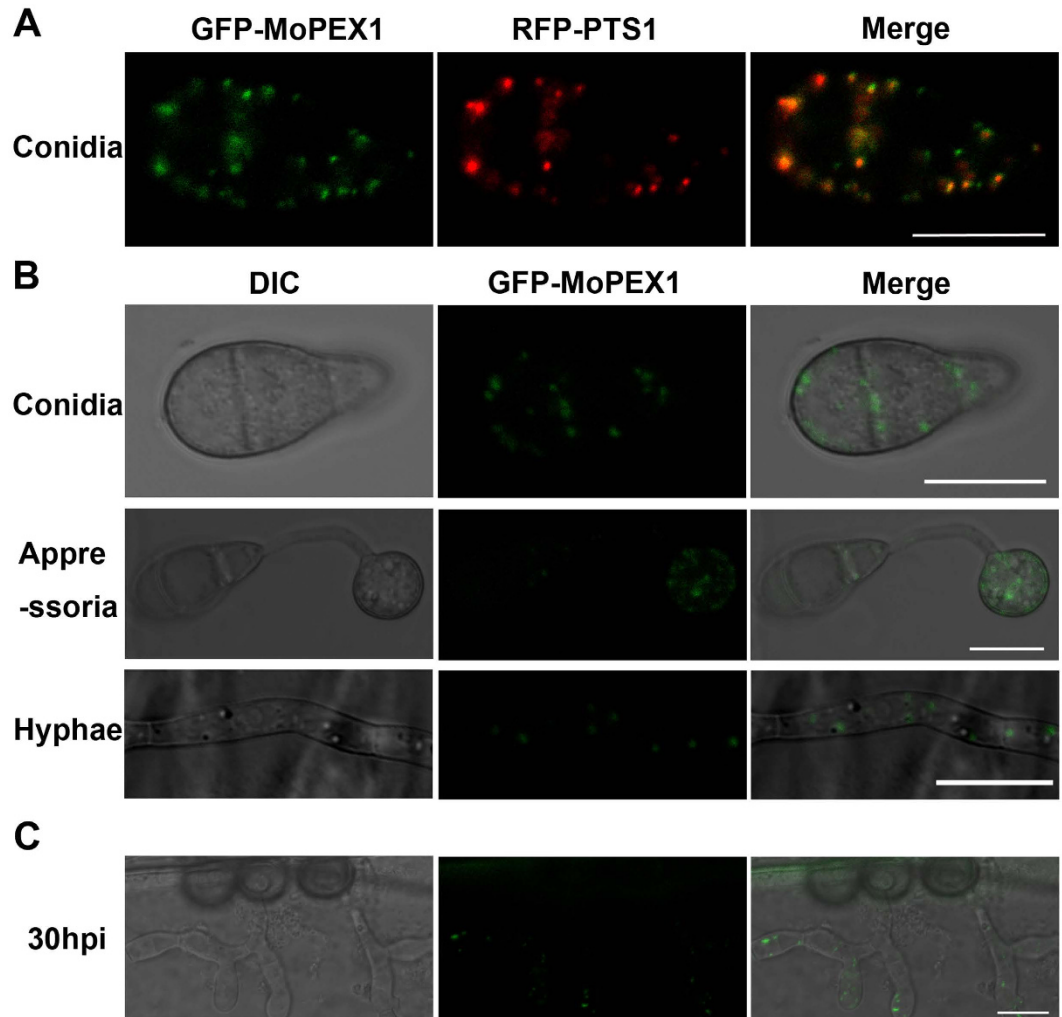 A
GFP-MoPEX1 RFP-PTS1 Merge
Conidia
B
DIC GFP-MoPEX1 Merge
Conidia
Appre
-ssoria
Hyphae
C
30hpi